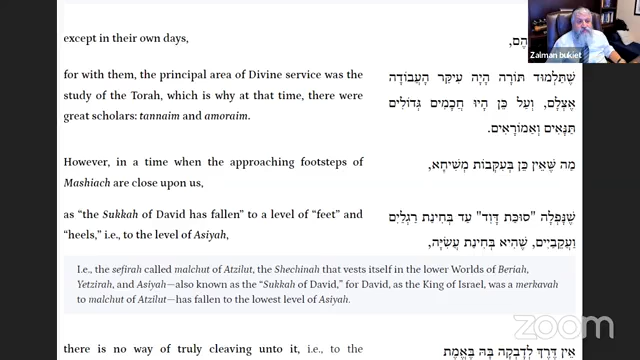 except in their own days,
הֶם,
Zalman bukiet
for with them, the principal area of Divine service was the
study of the Torah, which is why at that time, there were
great scholars: tannaim and amoraim.
שֶׁתַּלְמוּד תּוֹרָה הָיָה עִיקַּר הָעֲבוֹדָה
אֶצְלָם, וְעַל כֵּן הָיוּ חֲכָמִים גְּדוֹלִים
תַּנָּאִים וְאָמוֹרָאִים.
However, in a time when the approaching footsteps of
Mashiach are close upon us,
מַה שֶּׁאֵין כֵּן בְּעִקְּבוֹת מְשִׁיחָא,
as “the Sukkah of David has fallen” to a level of “feet” and
“heels,” i.e., to the level of Asiyah,
שֶׁנָּפְלָה "סוּכַּת דָּוִד" עַד בְּחִינַת רַגְלַיִם
וַעֲקֵבַיִים, שֶׁהִיא בְּחִינַת עֲשִׂיָּה,
I.e., the sefirah called malchut of Atzilut, the Shechinah that vests itself in the lower Worlds of Beriah,
Yetzirah, and Asiyah—also known as the “Sukkah of David,” for David, as the King of Israel, was a merkavah
to malchut of Atzilut—has fallen to the lowest level of Asiyah.
there is no way of truly cleaving unto it, i.e., to the
אֵין דֶּרֶךְ לְדָבְקָה בָּהּ בֶּאֱמֶת
zoom